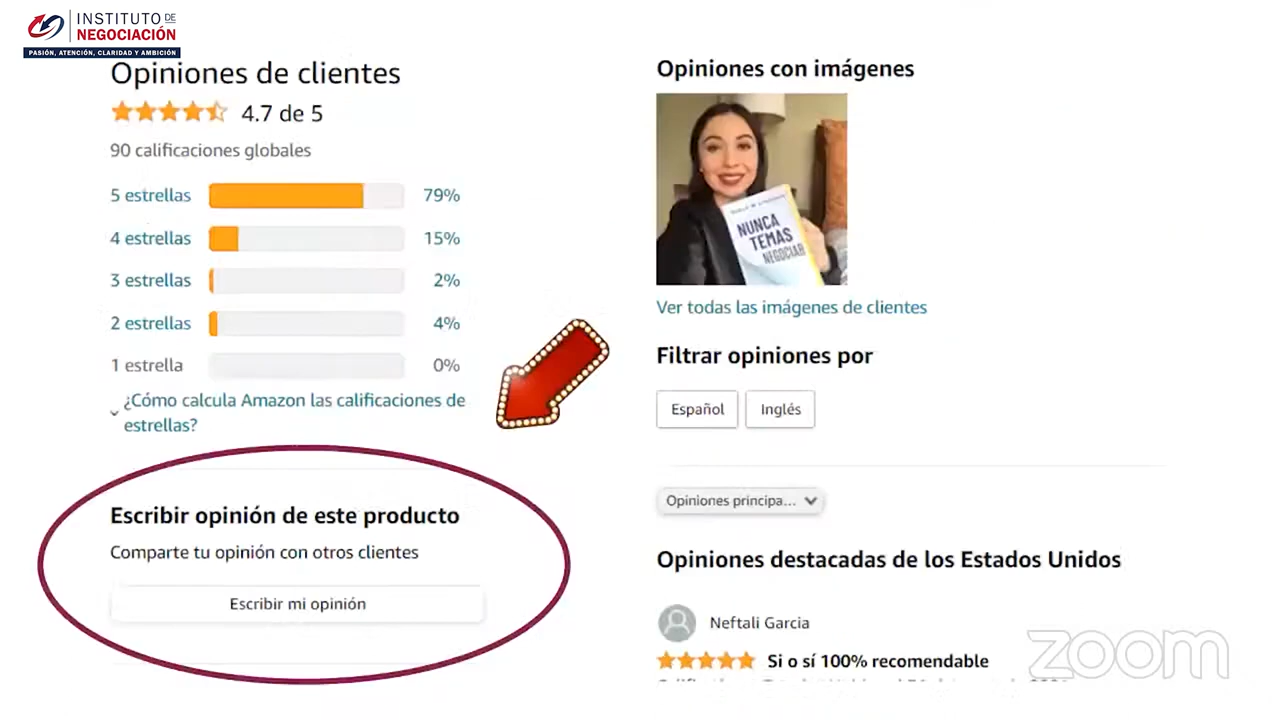 INSTITUTO DE
NEGOCIACIÓN
PASIÓN, ATENCIÓN, CLARIDAD Y AMBICIÓN
Opiniones de clientes
4.7 de 5
90 calificaciones globales
5 estrellas 79%
4 estrellas 15%
3 estrellas 2%
2 estrellas 4%
1 estrella 0%
¿Cómo calcula Amazon las calificaciones de
estrellas?
Escribir opinión de este producto
Comparte tu opinión con otros clientes
Escribir mi opinión
Opiniones con imágenes
NUNCA
TEMAS
NEGOCIAR
Ver todas las imágenes de clientes
Filtrar opiniones por
Español Inglés
Opiniones principa...
Opiniones destacadas de los Estados Unidos
Neftali Garcia
Si o sí 100% recomendable
zoom